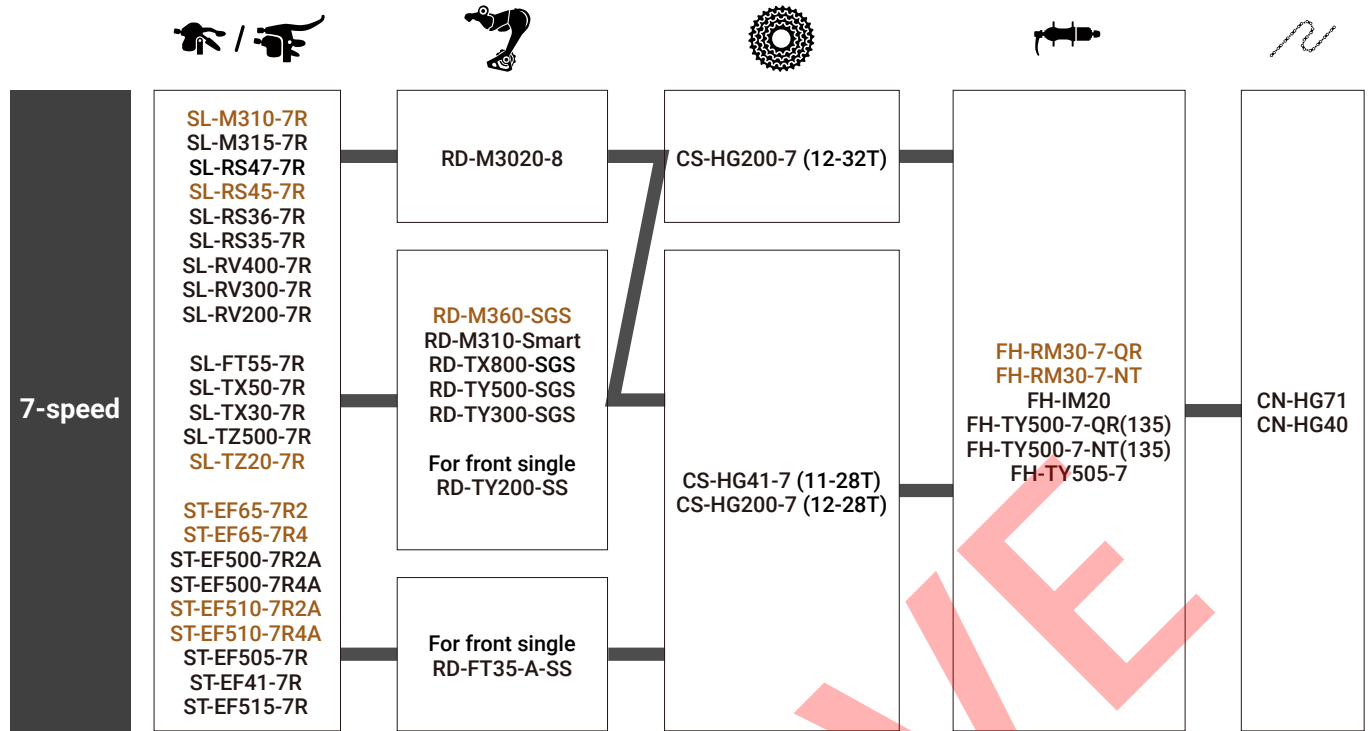 7-speed
SL-M310-7R
SL-M315-7R
SL-RS47-7R
SL-RS45-7R
SL-RS36-7R
SL-RS35-7R
SL-RV400-7R
SL-RV300-7R
SL-RV200-7R
SL-FT55-7R
SL-TX50-7R
SL-TX30-7R
SL-TZ500-7R
SL-TZ20-7R
ST-EF65-7R2
ST-EF65-7R4
ST-EF500-7R2A
ST-EF500-7R4A
ST-EF510-7R2A
ST-EF510-7R4A
ST-EF505-7R
ST-EF41-7R
ST-EF515-7R
RD-M3020-8
RD-M360-SGS
RD-M310-Smart
RD-TX800-SGS
RD-TY500-SGS
RD-TY300-SGS
For front single
RD-TY200-SS
For front single
RD-FT35-A-SS
CS-HG200-7 (12-32T)
CS-HG41-7 (11-28T)
CS-HG200-7 (12-28T)
FH-RM30-7-QR
FH-RM30-7-NT
FH-IM20
FH-TY500-7-QR(135)
FH-TY500-7-NT(135)
FH-TY505-7
CN-HG71
CN-HG40
VE